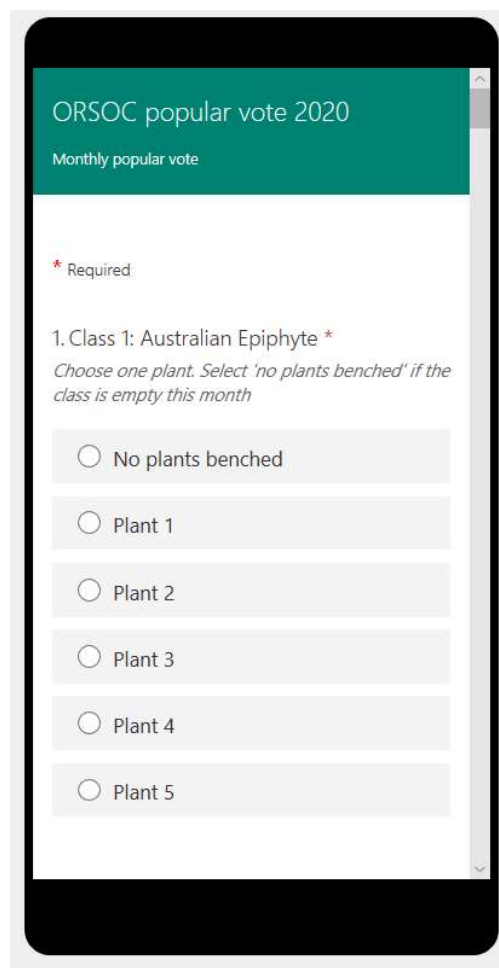 ORSOC popular vote 2020
Monthly popular vote
* Required
1. Class 1: Australian Epiphyte *
Choose one plant. Select 'no plants benched' if the
class is empty this month
No plants benched
Plant 1
Plant 2
Plant 3
Plant 4
Plant 5